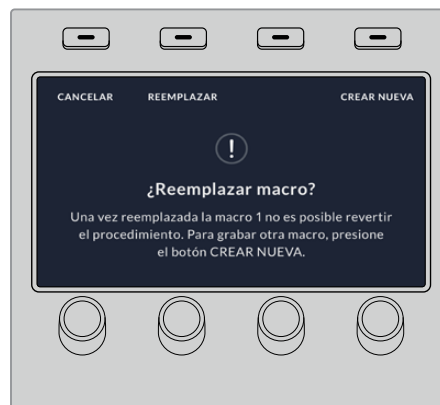 CANCELAR REEMPLAZAR CREAR NUEVA
¿Reemplazar macro?
Una vez reemplazada la macro 1 no es posible revertir
el procedimiento. Para grabar otra macro, presione
el botón CREAR NUEVA.